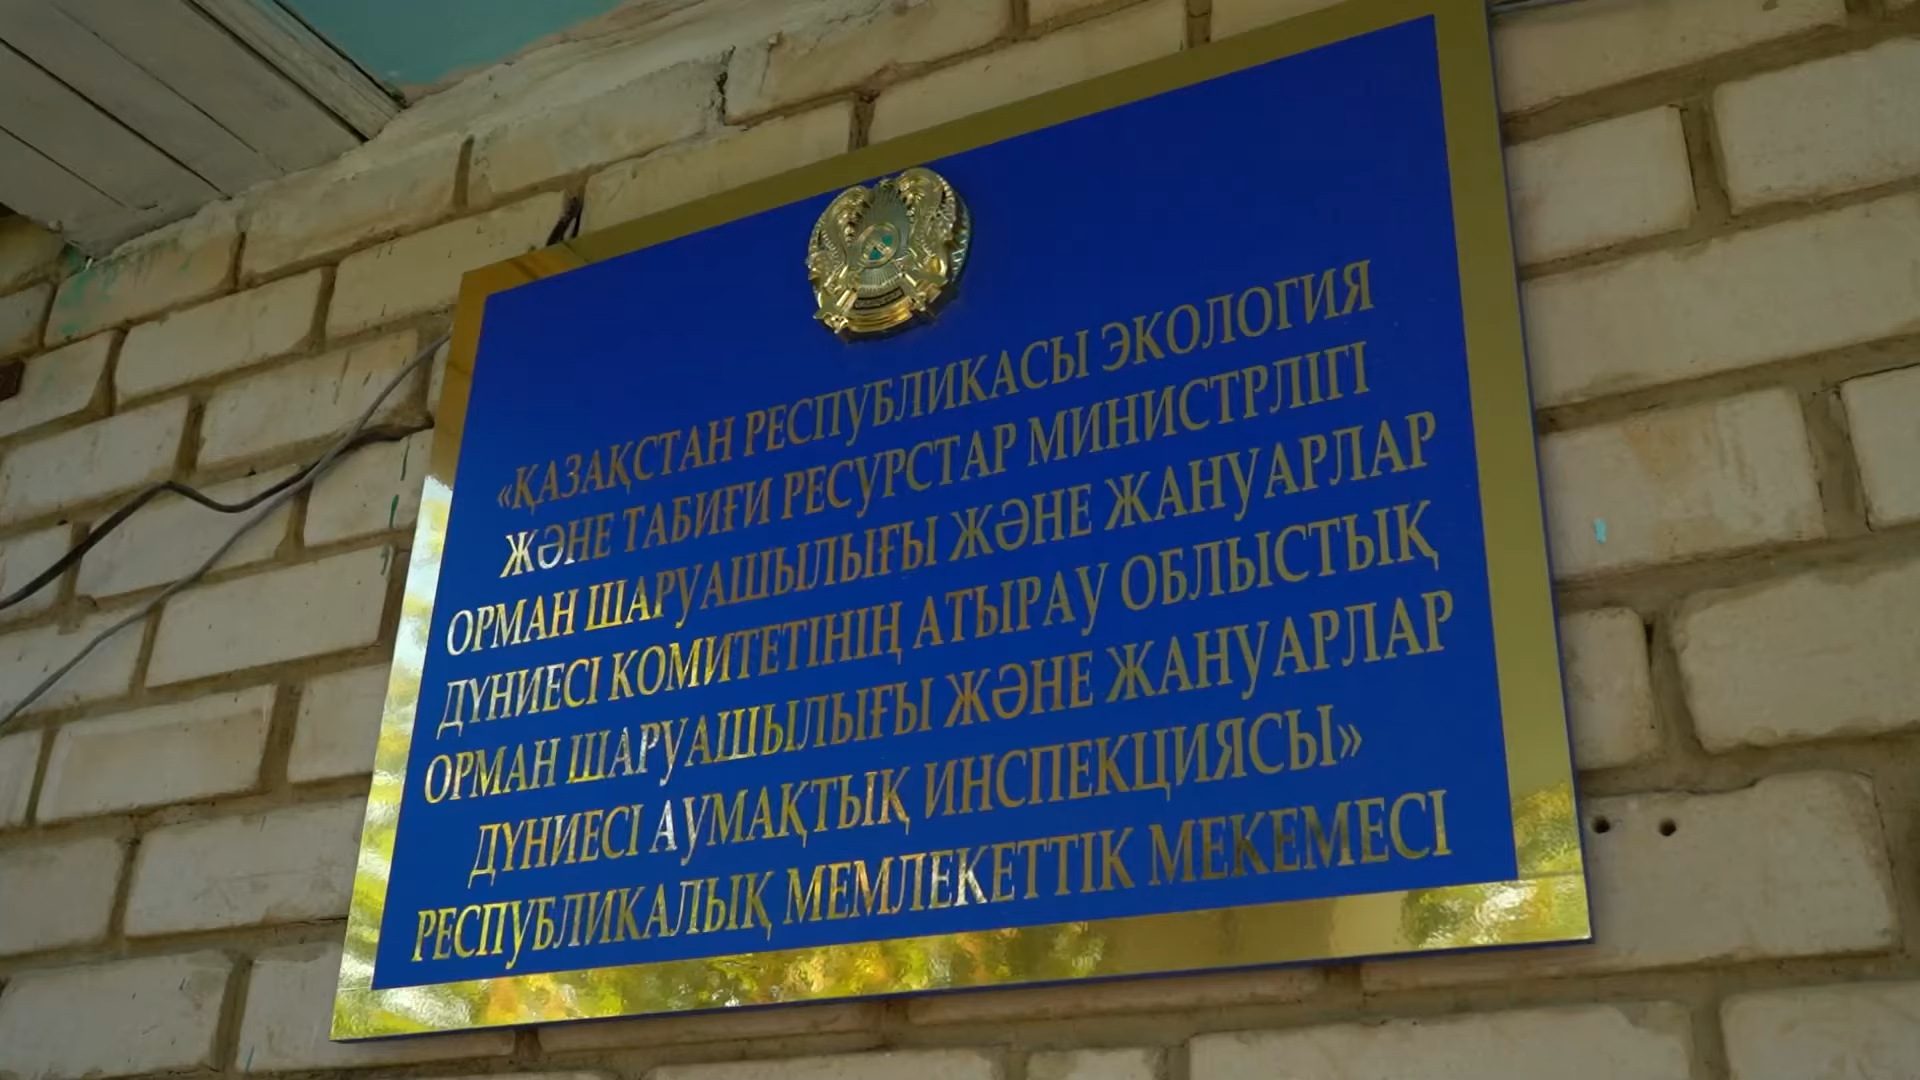 «ҚАЗАҚСТАН РЕСПУБЛИКАСЫ ЭКОЛОГИЯ
ЖӘНЕ ТАБИҒИ РЕСУРСТАР МИНИСТРЛІГІ
ОРМАН ШАРУАШЫЛЫҒЫ ЖӘНЕ ЖАНУАРЛАР
ДҮНИЕСІ КОМИТЕТІНІҢ АТЫРАУ ОБЛЫСТЫҚ
ОРМАН ШАРУАШЫЛЫҒЫ ЖӘНЕ ЖАНУАРЛАР
ДҮНИЕСІ АУМАҚТЫҚ ИНСПЕКЦИЯСЫ»
РЕСПУБЛИКАЛЫҚ МЕМЛЕКЕТТІК МЕКЕМЕСІ